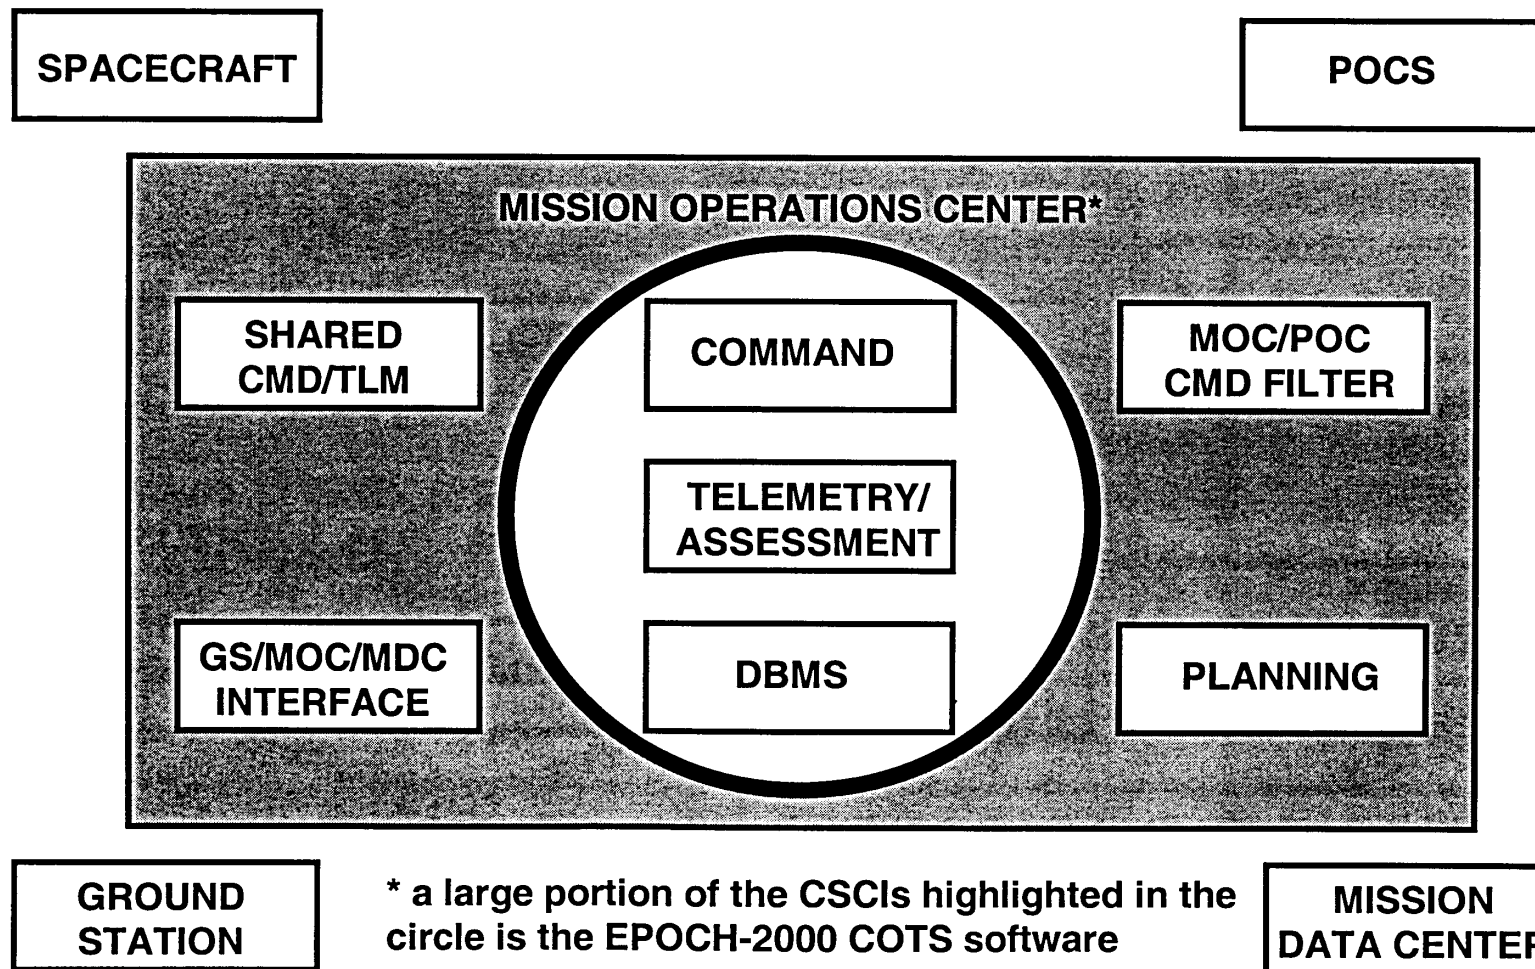 SPACECRAFT
POCS
MISSION OPERATIONS CENTER*
SHARED
CMD/TLM
COMMAND
MOC/POC
CMD FILTER
TELEMETRY/
ASSESSMENT
GS/MOC/MDC
INTERFACE
DBMS
PLANNING
GROUND
STATION
* a large portion of the CSCIs highlighted in the
circle is the EPOCH-2000 COTS software
MISSION
DATA CENTER